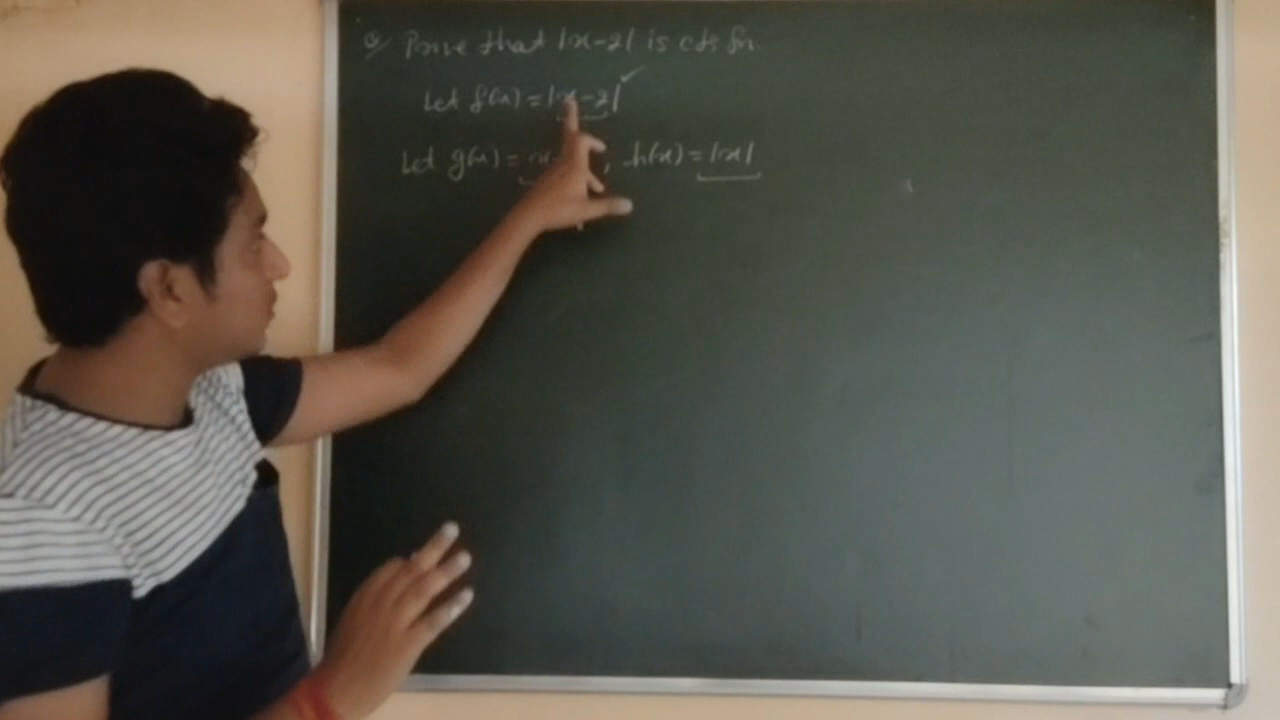 Q/ Prove that |x-2| is cts fn.
Let f(x) = |x-2| ✓
Let g(x) = x , h(x) = |x|